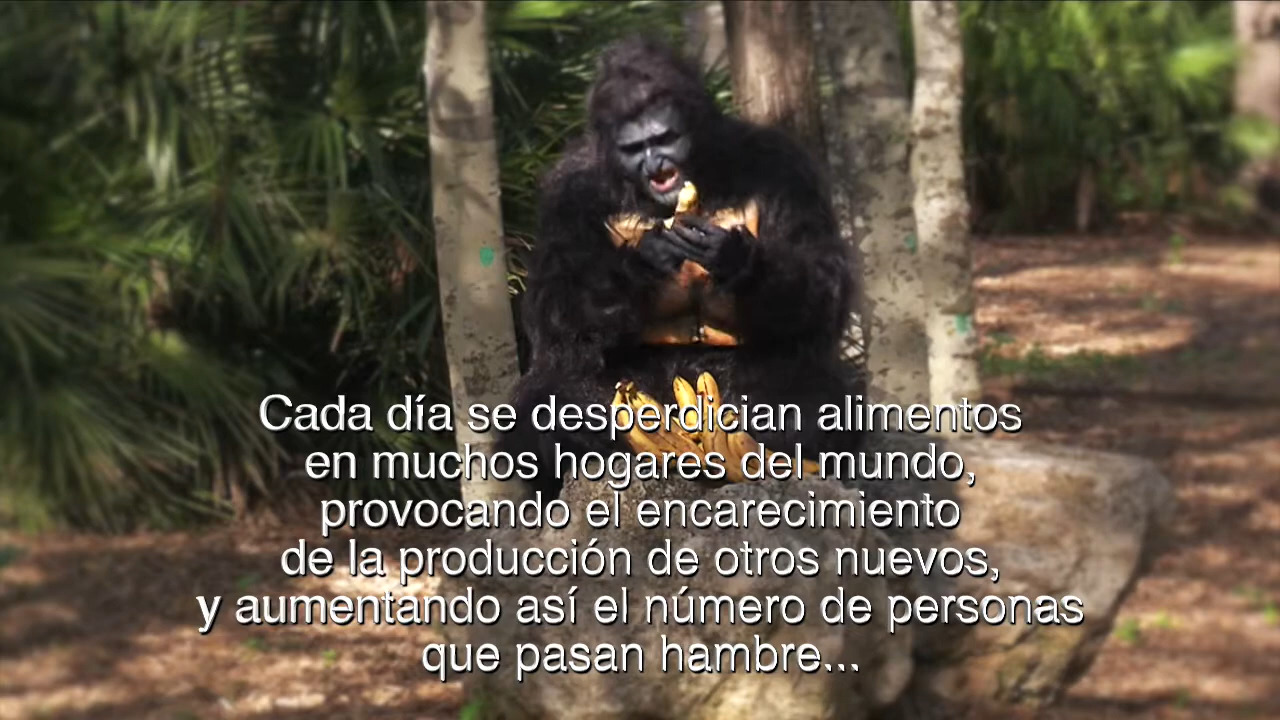 Cada día se desperdician alimentos
en muchos hogares del mundo,
provocando el encarecimiento
de la producción de otros nuevos,
y aumentando así el número de personas
que pasan hambre...